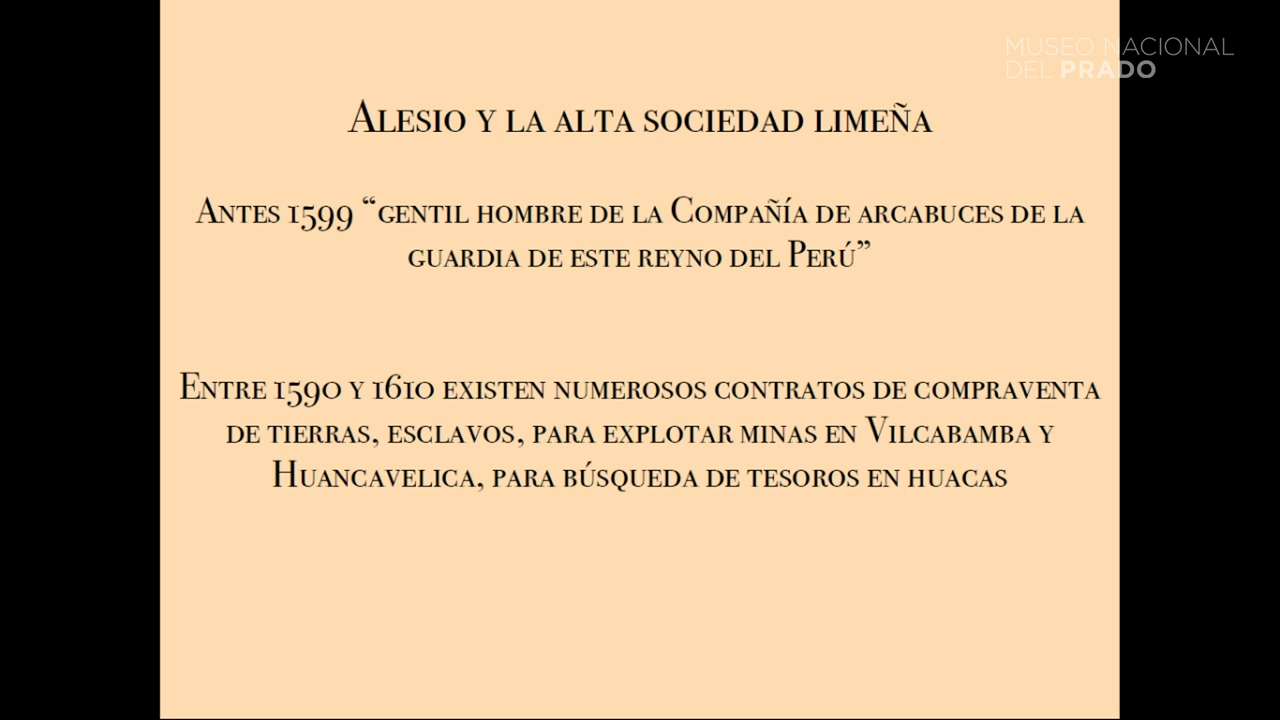 MUSEO NACIONAL
DEL PRADO
Alesio y la alta sociedad limeña
Antes 1599 “gentil hombre de la Compañía de arcabuces de la
guardia de este reyno del Perú”
Entre 1590 y 1610 existen numerosos contratos de compraventa
de tierras, esclavos, para explotar minas en Vilcabamba y
Huancavelica, para búsqueda de tesoros en huacas